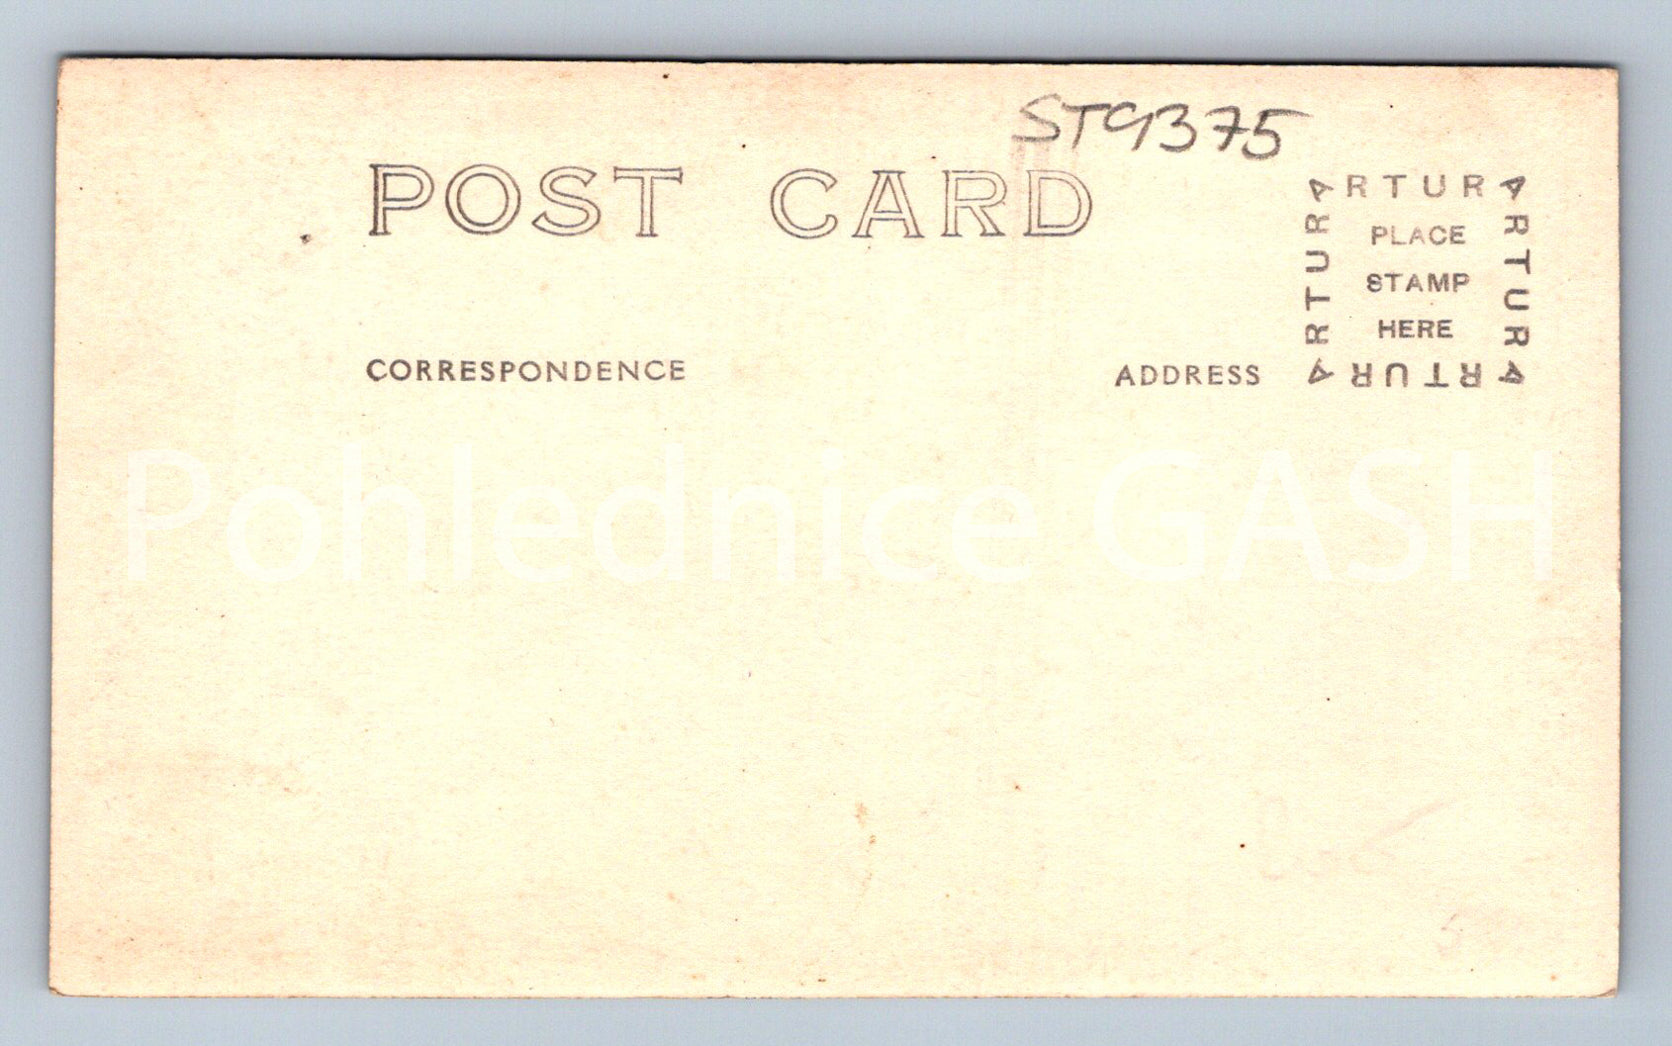 ST9375
POST CARD
ARTURA
PLACE
STAMP
HERE
ARTURA
ARTURA
ARTURA
CORRESPONDENCE
ADDRESS
Pohlednice GASH